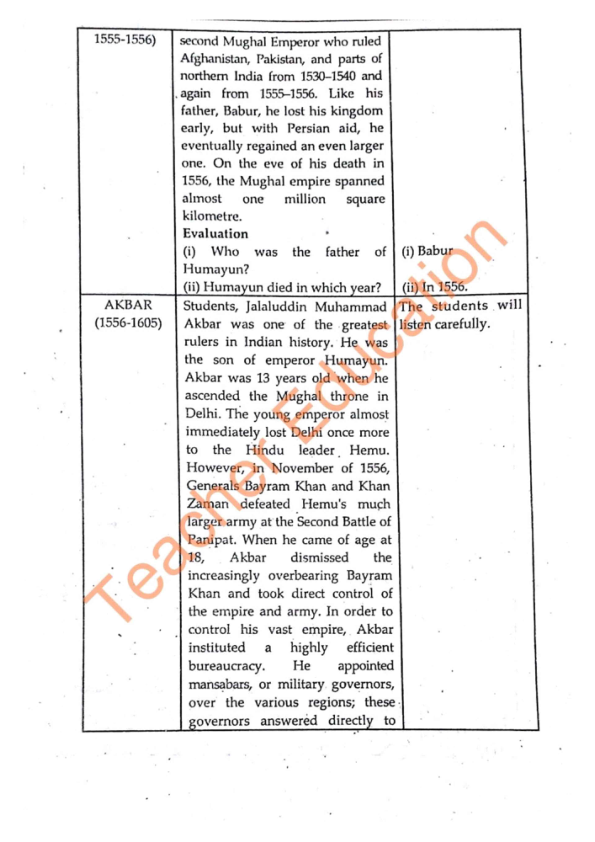 1555-1556)
second Mughal Emperor who ruled
Afghanistan, Pakistan, and parts of
northern India from 1530–1540 and
again from 1555–1556. Like his
father, Babur, he lost his kingdom
early, but with Persian aid, he
eventually regained an even larger
one. On the eve of his death in
1556, the Mughal empire spanned
almost one million square
kilometre.
Evaluation
(i) Who was the father of
Humayun?
(ii) Humayun died in which year?
(i) Babur
(ii) In 1556.
AKBAR
(1556-1605)
Students, Jalaluddin Muhammad
Akbar was one of the greatest
rulers in Indian history. He was
the son of emperor Humayun.
Akbar was 13 years old when he
ascended the Mughal throne in
Delhi. The young emperor almost
immediately lost Delhi once more
to the Hindu leader Hemu.
However, in November of 1556,
Generals Bayram Khan and Khan
Zaman defeated Hemu's much
larger army at the Second Battle of
Panipat. When he came of age at
18, Akbar dismissed the
increasingly overbearing Bayram
Khan and took direct control of
the empire and army. In order to
control his vast empire, Akbar
instituted a highly efficient
bureaucracy. He appointed
mansabars, or military governors,
over the various regions; these
governors answered directly to
The students will
listen carefully.
Teacher Education